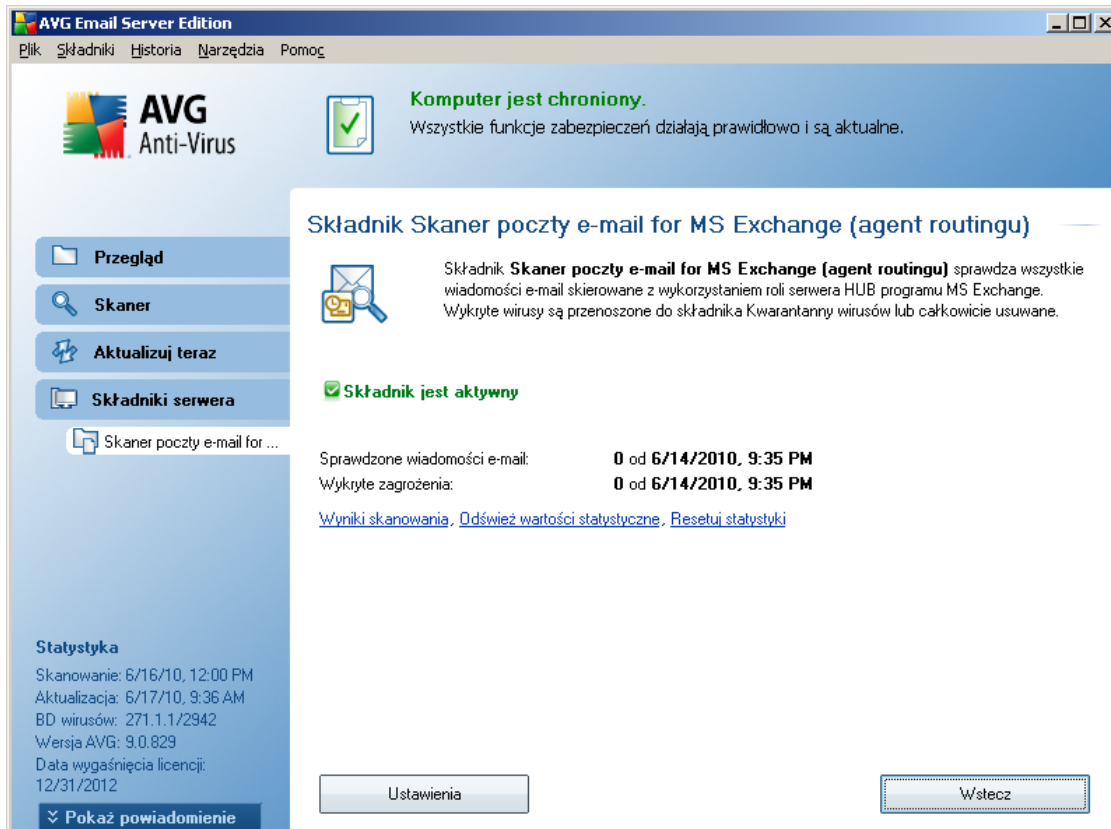 AVG Email Server Edition
Plik Składniki Historia Narzędzia Pomoc
AVG
Anti-Virus
Komputer jest chroniony.
Wszystkie funkcje zabezpieczeń działają prawidłowo i są aktualne.
Przegląd
Skaner
Aktualizuj teraz
Składniki serwera
Skaner poczty e-mail for ...
Składnik Skaner poczty e-mail for MS Exchange (agent routingu)
Składnik Skaner poczty e-mail for MS Exchange (agent routingu) sprawdza wszystkie
wiadomości e-mail skierowane z wykorzystaniem roli serwera HUB programu MS Exchange.
Wykryte wirusy są przenoszone do składnika Kwarantanny wirusów lub całkowicie usuwane.
Składnik jest aktywny
Sprawdzone wiadomości e-mail: 0 od 6/14/2010, 9:35 PM
Wykryte zagrożenia: 0 od 6/14/2010, 9:35 PM
Wyniki skanowania, Odśwież wartości statystyczne, Resetuj statystyki
Statystyka
Skanowanie: 6/16/10, 12:00 PM
Aktualizacja: 6/17/10, 9:36 AM
BD wirusów: 271.1.1/2942
Wersja AVG: 9.0.829
Data wygaśnięcia licencji:
12/31/2012
Pokaż powiadomienie
Ustawienia
Wstecz